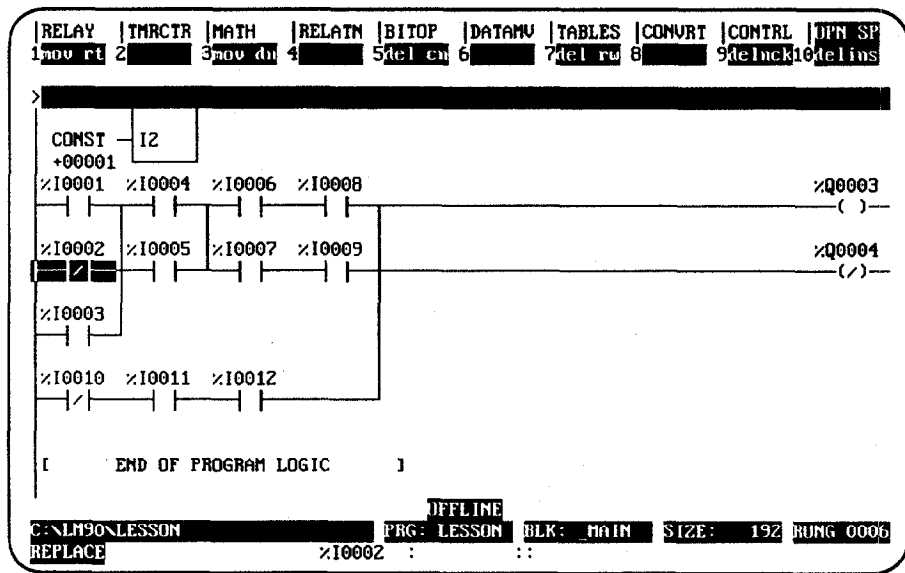 |RELAY |TMRCTR |MATH |RELATN |BITOP |DATAMV |TABLES |CONVRT |CONTRL |OPN SP
1mov rt 2 3mov dn 4 5del cn 6 7del rw 8 9delnck10delins
>
CONST I2
+00001
%I0001 %I0004 %I0006 %I0008 %Q0003
%I0002 %I0005 %I0007 %I0009 %Q0004
%I0003
%I0010 %I0011 %I0012
[ END OF PROGRAM LOGIC ]
OFFLINE
C:\LM90\LESSON PRG: LESSON BLK: _MAIN SIZE: 192 RUNG 0006
REPLACE %I0002 : ::